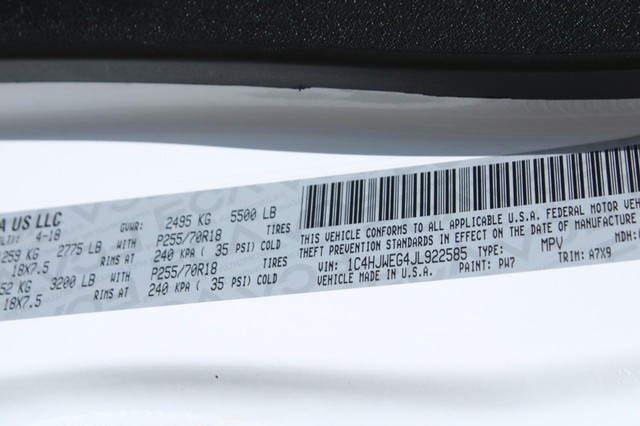 A US LLC
4-18 GVWR: 2495 KG 5500 LB
259 KG 2775 LB WITH P255/70R18 TIRES
18X7.5 RIMS AT 240 KPA ( 35 PSI) COLD
52 KG 3200 LB WITH P255/70R18 TIRES
18X7.5 RIMS AT 240 KPA ( 35 PSI) COLD
THIS VEHICLE CONFORMS TO ALL APPLICABLE U.S.A. FEDERAL MOTOR VEH
THEFT PREVENTION STANDARDS IN EFFECT ON THE DATE OF MANUFACTURE
VIN: 1C4HJWEG4JL922585 TYPE: MPV MDH:
VEHICLE MADE IN U.S.A. PAINT: PW7 TRIM: A7X9